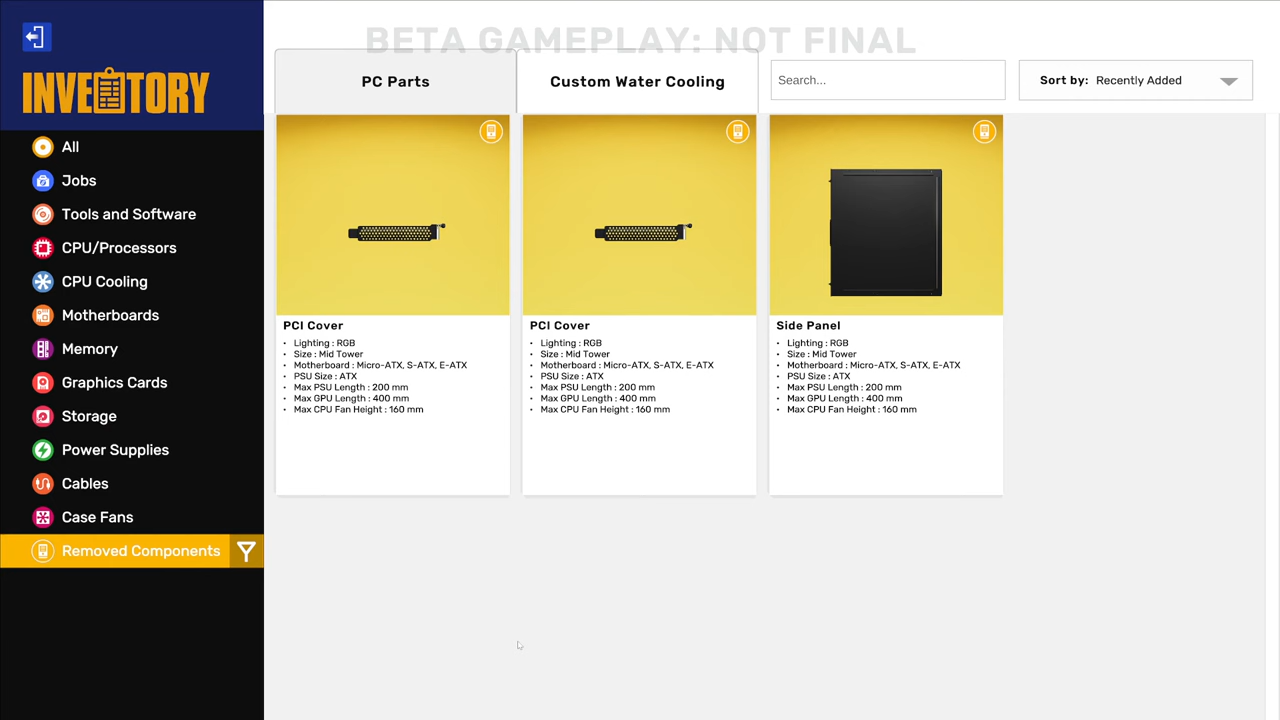 BETA GAMEPLAY: NOT FINAL
INVENTORY
PC Parts
Custom Water Cooling
Search...
Sort by: Recently Added
All
Jobs
Tools and Software
CPU/Processors
CPU Cooling
Motherboards
Memory
Graphics Cards
Storage
Power Supplies
Cables
Case Fans
Removed Components
PCI Cover
• Lighting : RGB
• Size : Mid Tower
• Motherboard : Micro-ATX, S-ATX, E-ATX
• PSU Size : ATX
• Max PSU Length : 200 mm
• Max GPU Length : 400 mm
• Max CPU Fan Height : 160 mm
PCI Cover
• Lighting : RGB
• Size : Mid Tower
• Motherboard : Micro-ATX, S-ATX, E-ATX
• PSU Size : ATX
• Max PSU Length : 200 mm
• Max GPU Length : 400 mm
• Max CPU Fan Height : 160 mm
Side Panel
• Lighting : RGB
• Size : Mid Tower
• Motherboard : Micro-ATX, S-ATX, E-ATX
• PSU Size : ATX
• Max PSU Length : 200 mm
• Max GPU Length : 400 mm
• Max CPU Fan Height : 160 mm